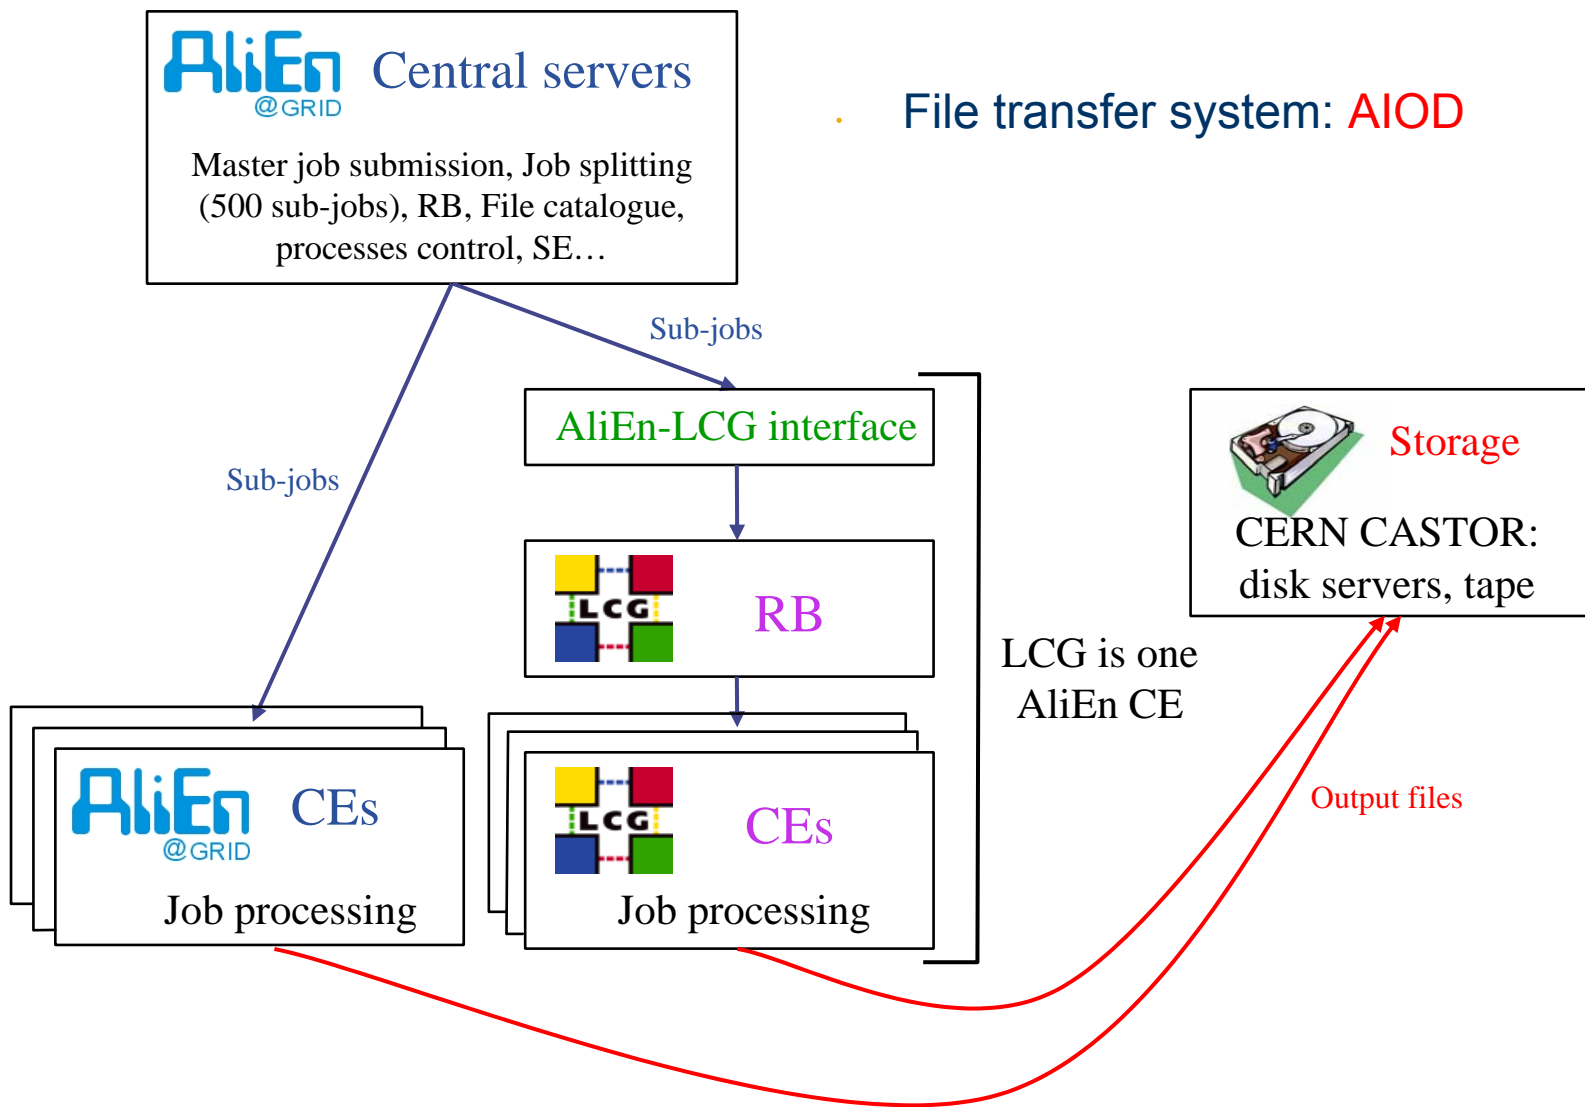 AliEn
@GRID
Central servers
Master job submission, Job splitting
(500 sub-jobs), RB, File catalogue,
processes control, SE…
File transfer system: AIOD
Sub-jobs
Sub-jobs
AliEn-LCG interface
LCG
RB
LCG is one
AliEn CE
Storage
CERN CASTOR:
disk servers, tape
AliEn
@GRID
CEs
Job processing
LCG
CEs
Job processing
Output files